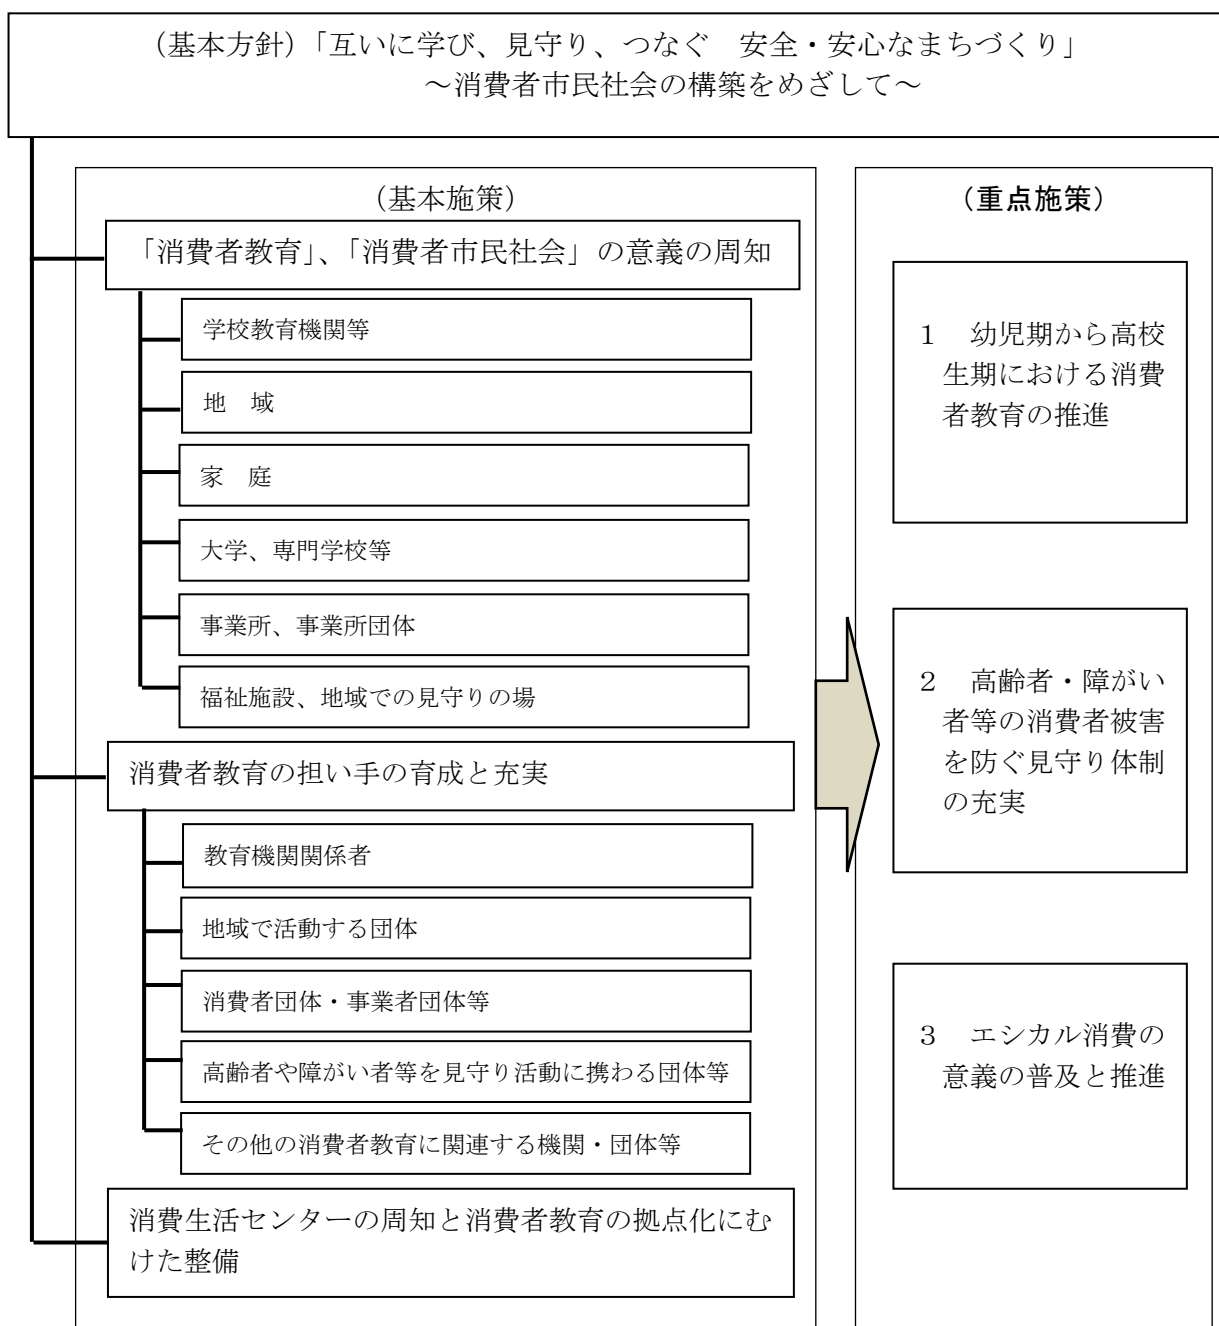 （基本方針）「互いに学び、見守り、つなぐ　安全・安心なまちづくり」
～消費者市民社会の構築をめざして～
（基本施策）
「消費者教育」、「消費者市民社会」の意義の周知
学校教育機関等
地　域
家　庭
大学、専門学校等
事業所、事業所団体
福祉施設、地域での見守りの場
消費者教育の担い手の育成と充実
教育機関関係者
地域で活動する団体
消費者団体・事業者団体等
高齢者や障がい者等を見守り活動に携わる団体等
その他の消費者教育に関連する機関・団体等
消費生活センターの周知と消費者教育の拠点化にむ
けた整備
（重点施策）
１　幼児期から高校
生期における消費
者教育の推進
２　高齢者・障がい
者等の消費者被害
を防ぐ見守り体制
の充実
３　エシカル消費の
意義の普及と推進